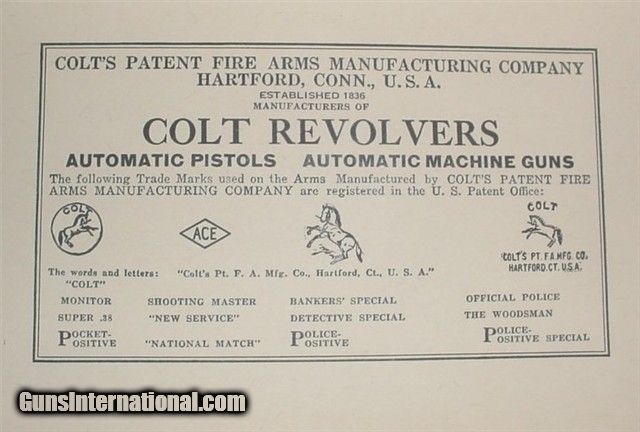 COLT'S PATENT FIRE ARMS MANUFACTURING COMPANY
HARTFORD, CONN., U. S. A.
ESTABLISHED 1836
MANUFACTURERS OF
COLT REVOLVERS
AUTOMATIC PISTOLS AUTOMATIC MACHINE GUNS
The following Trade Marks used on the Arms Manufactured by COLT'S PATENT FIRE
ARMS MANUFACTURING COMPANY are registered in the U. S. Patent Office:
COLT
ACE
COLT
COLT'S PT. F.A. MFG. CO.
HARTFORD. CT. U.S.A.
The words and letters: "Colt's Pt. F. A. Mfg. Co., Hartford, Ct., U. S. A."
"COLT"
MONITOR SHOOTING MASTER BANKERS' SPECIAL OFFICIAL POLICE
SUPER .38 "NEW SERVICE" DETECTIVE SPECIAL THE WOODSMAN
POCKET-POSITIVE "NATIONAL MATCH" POLICE-POSITIVE POLICE-POSITIVE SPECIAL
GunsInternational.com